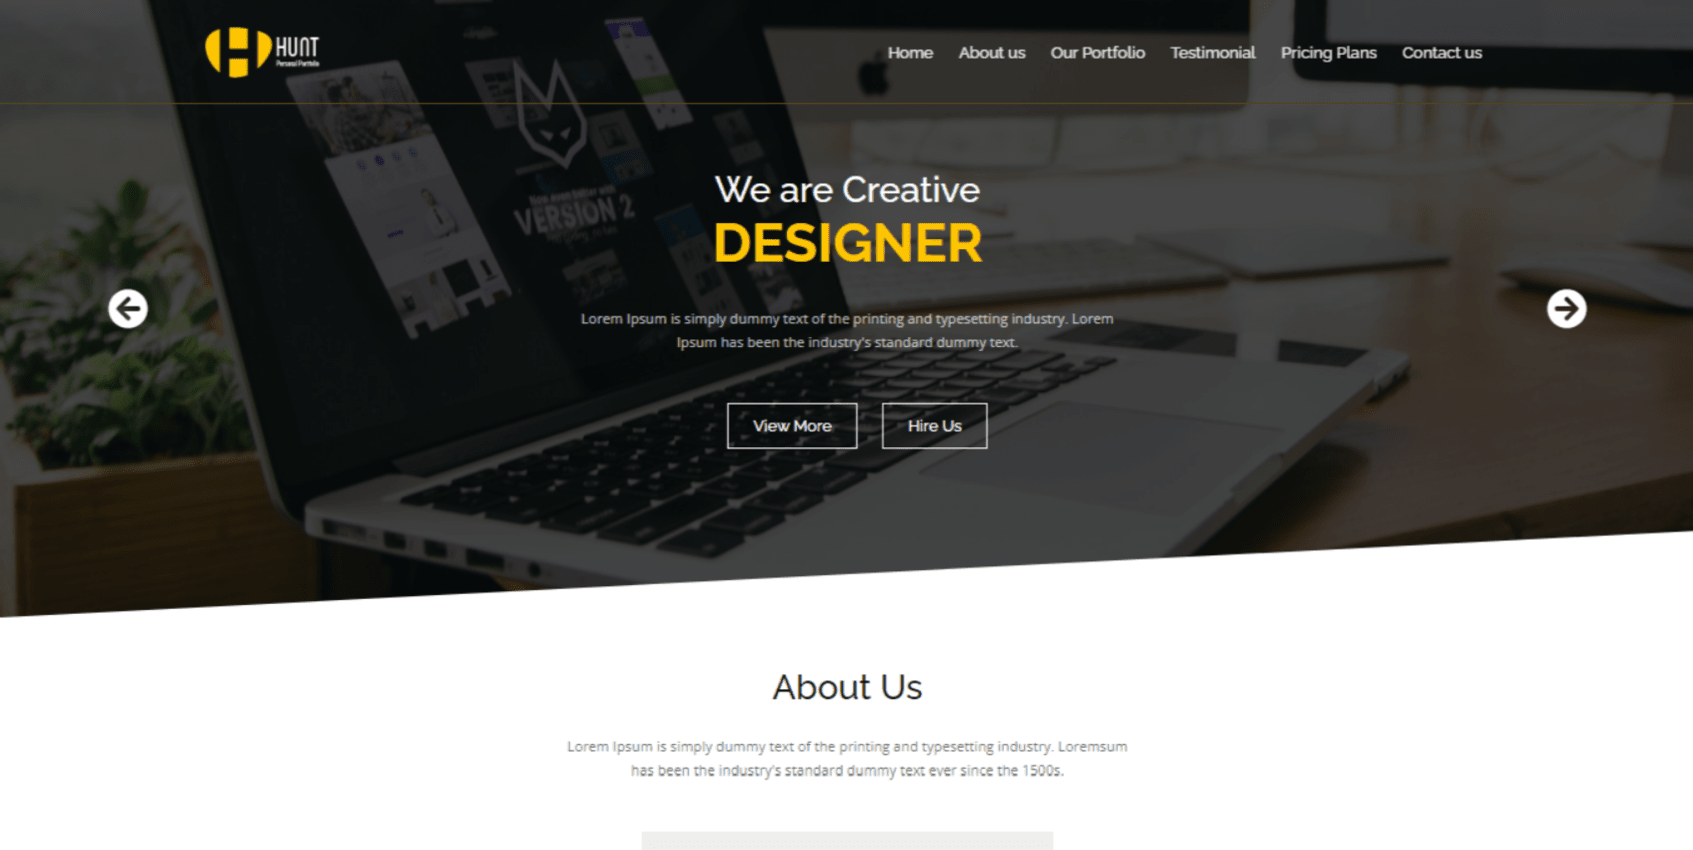 HUNT
Personal Portfolio
Home
About us
Our Portfolio
Testimonial
Pricing Plans
Contact us
VERSION 2
We are Creative
DESIGNER
Lorem Ipsum is simply dummy text of the printing and typesetting industry. Lorem
Ipsum has been the industry's standard dummy text.
View More
Hire Us
About Us
Lorem Ipsum is simply dummy text of the printing and typesetting industry. Loremsum
has been the industry's standard dummy text ever since the 1500s.